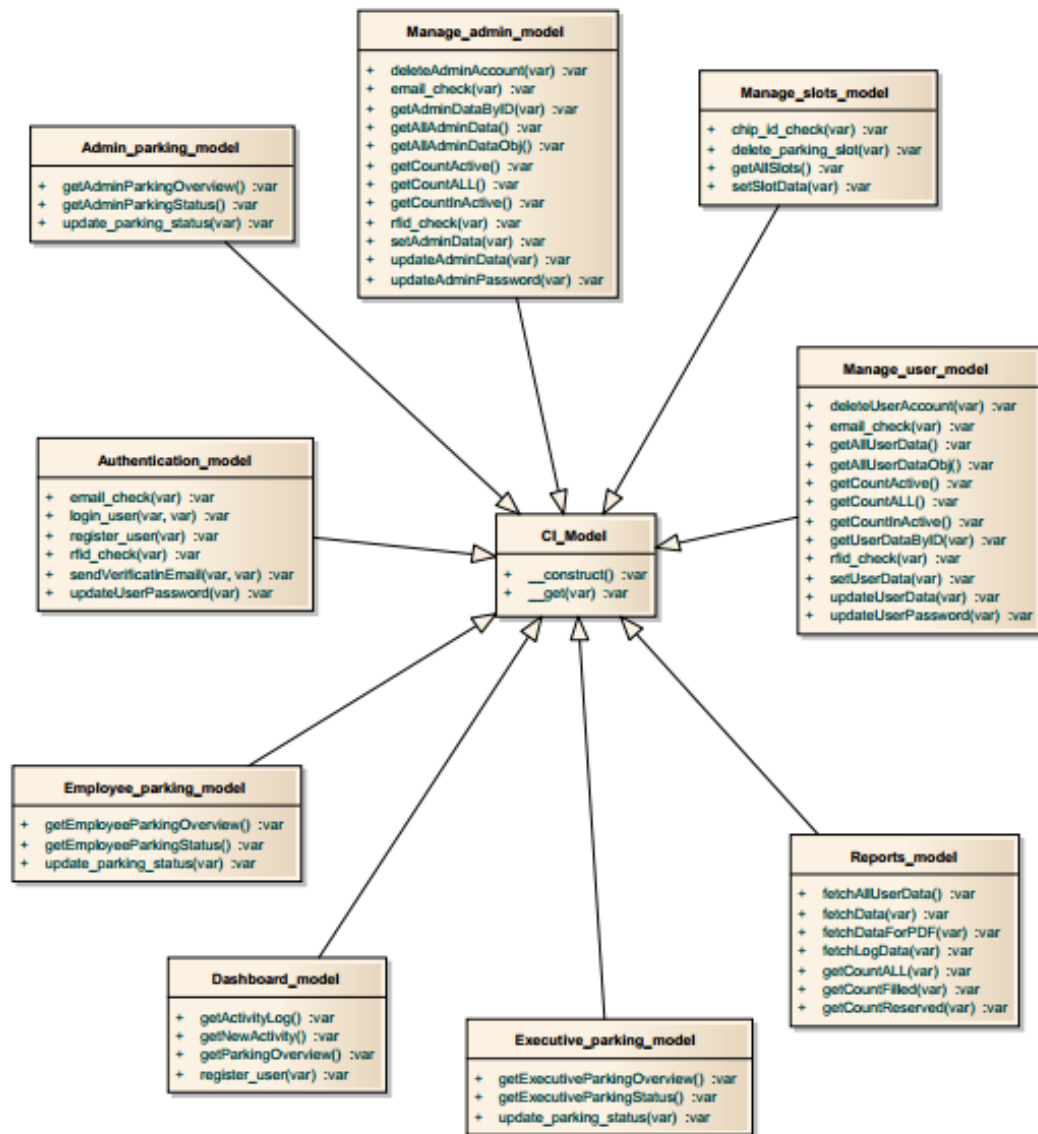 Manage_admin_model
+ deleteAdminAccount(var) :var
+ email_check(var) :var
+ getAdminDataByID(var) :var
+ getAllAdminData() :var
+ getAllAdminDataObj() :var
+ getCountActive() :var
+ getCountALL() :var
+ getCountInActive() :var
+ rfid_check(var) :var
+ setAdminData(var) :var
+ updateAdminData(var) :var
+ updateAdminPassword(var) :var
Manage_slots_model
+ chip_id_check(var) :var
+ delete_parking_slot(var) :var
+ getAllSlots() :var
+ setSlotData(var) :var
Admin_parking_model
+ getAdminParkingOverview() :var
+ getAdminParkingStatus() :var
+ update_parking_status(var) :var
Manage_user_model
+ deleteUserAccount(var) :var
+ email_check(var) :var
+ getAllUserData() :var
+ getAllUserDataObj() :var
+ getCountActive() :var
+ getCountALL() :var
+ getCountInActive() :var
+ getUserDataByID(var) :var
+ rfid_check(var) :var
+ setUserData(var) :var
+ updateUserData(var) :var
+ updateUserPassword(var) :var
Authentication_model
+ email_check(var) :var
+ login_user(var, var) :var
+ register_user(var) :var
+ rfid_check(var) :var
+ sendVerificatinEmail(var, var) :var
+ updateUserPassword(var) :var
CI_Model
+ __construct() :var
+ __get(var) :var
Employee_parking_model
+ getEmployeeParkingOverview() :var
+ getEmployeeParkingStatus() :var
+ update_parking_status(var) :var
Reports_model
+ fetchAllUserData() :var
+ fetchData(var) :var
+ fetchDataForPDF(var) :var
+ fetchLogData(var) :var
+ getCountALL(var) :var
+ getCountFilled(var) :var
+ getCountReserved(var) :var
Dashboard_model
+ getActivityLog() :var
+ getNewActivity() :var
+ getParkingOverview() :var
+ register_user(var) :var
Executive_parking_model
+ getExecutiveParkingOverview() :var
+ getExecutiveParkingStatus() :var
+ update_parking_status(var) :var